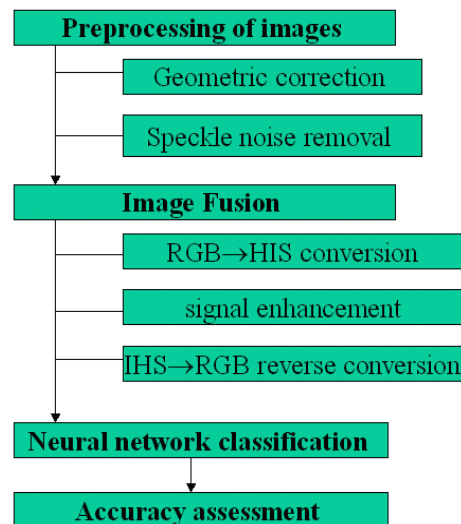 Preprocessing of images
Geometric correction
Speckle noise removal
Image Fusion
RGB→HIS conversion
signal enhancement
IHS→RGB reverse conversion
Neural network classification
Accuracy assessment